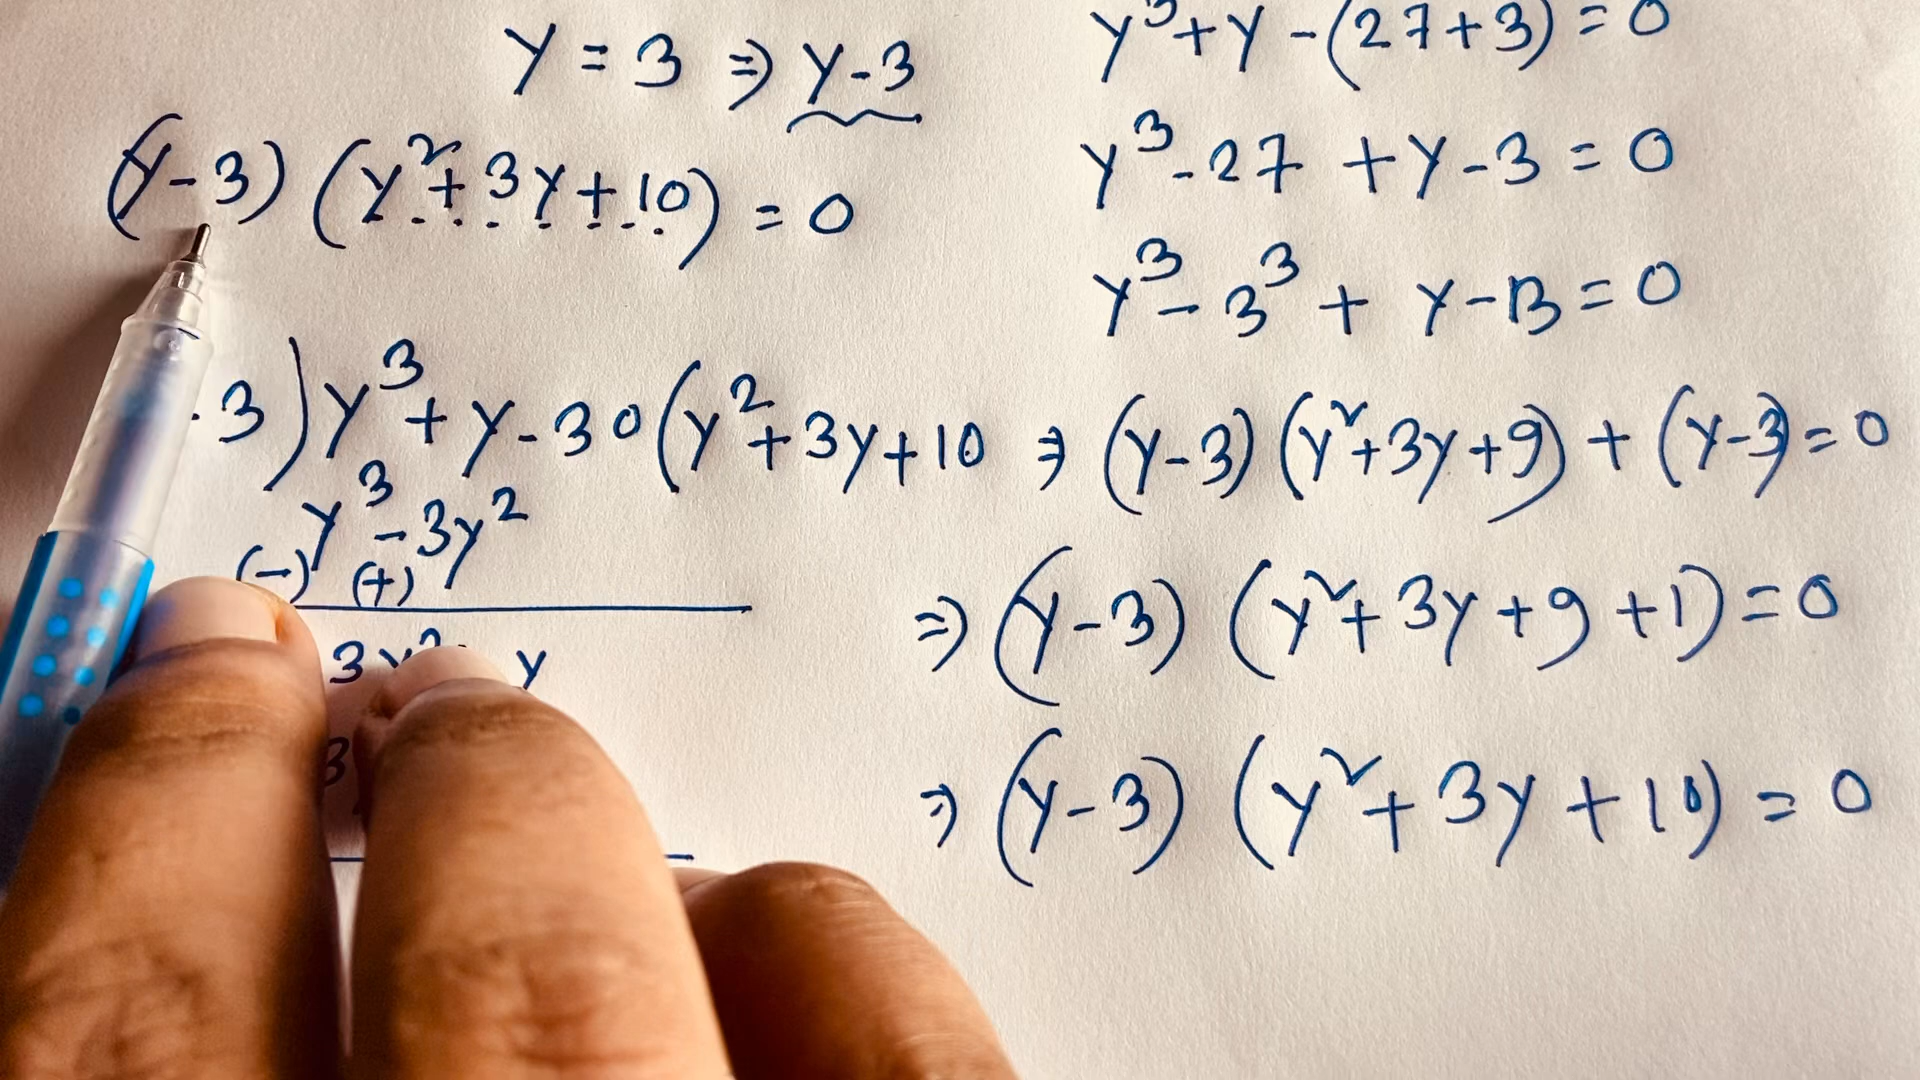 y = 3 ⇒ y-3
(y-3) (y²+3y+10) = 0
-3) y³+y-30 (y²+3y+10
y³-3y²
(-) (+)
3y² y
3
y³+y-(27+3) = 0
y³-27+y-3 = 0
y³-3³+y-3 = 0
⇒ (y-3) (y²+3y+9) + (y-3) = 0
⇒ (y-3) (y²+3y+9+1) = 0
⇒ (y-3) (y²+3y+10) = 0